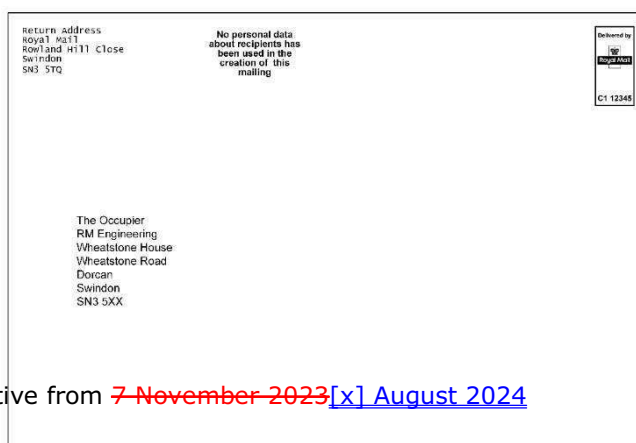 Return Address
Royal Mail
Rowland Hill Close
Swindon
SN3 5TQ
No personal data
about recipients has
been used in the
creation of this
mailing
Delivered by
Royal Mail
C1 12345
The Occupier
RM Engineering
Wheatstone House
Wheatstone Road
Dorcan
Swindon
SN3 5XX
tive from 7 November 2023[x] August 2024